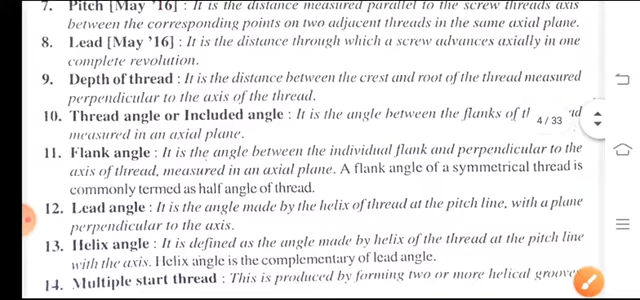 7. Pitch [May '16] : It is the distance measured parallel to the screw threads axis
between the corresponding points on two adjacent threads in the same axial plane.
8. Lead [May '16] : It is the distance through which a screw advances axially in one
complete revolution.
9. Depth of thread : It is the distance between the crest and root of the thread measured
perpendicular to the axis of the thread.
10. Thread angle or Included angle : It is the angle between the flanks of
4 / 33
measured in an axial plane.
11. Flank angle : It is the angle between the individual flank and perpendicular to the
axis of thread, measured in an axial plane. A flank angle of a symmetrical thread is
commonly termed as half angle of thread.
12. Lead angle : It is the angle made by the helix of thread at the pitch line, with a plane
perpendicular to the axis.
13. Helix angle : It is defined as the angle made by helix of the thread at the pitch line
with the axis. Helix angle is the complementary of lead angle.
14. Multiple start thread : This is produced by forming two or more helical